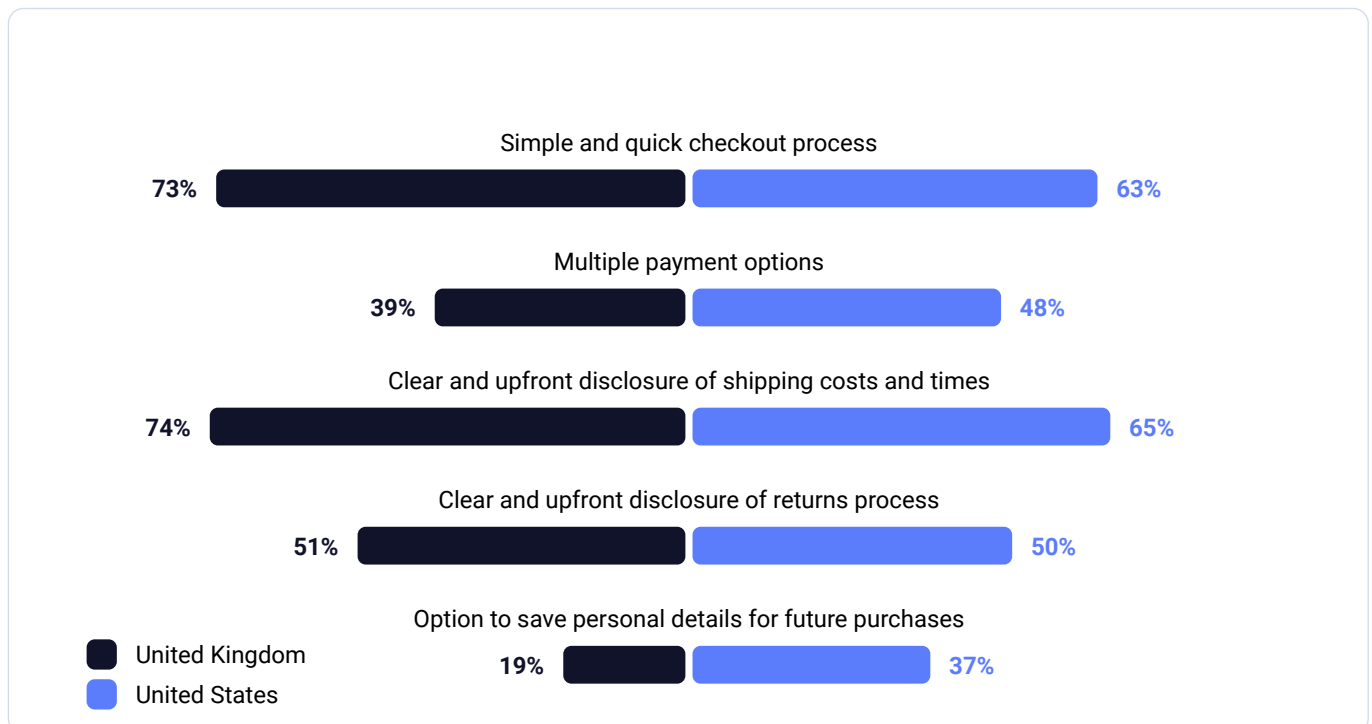 Simple and quick checkout process
73%
63%
Multiple payment options
39%
48%
Clear and upfront disclosure of shipping costs and times
74%
65%
Clear and upfront disclosure of returns process
51%
50%
Option to save personal details for future purchases
19%
37%
United Kingdom
United States